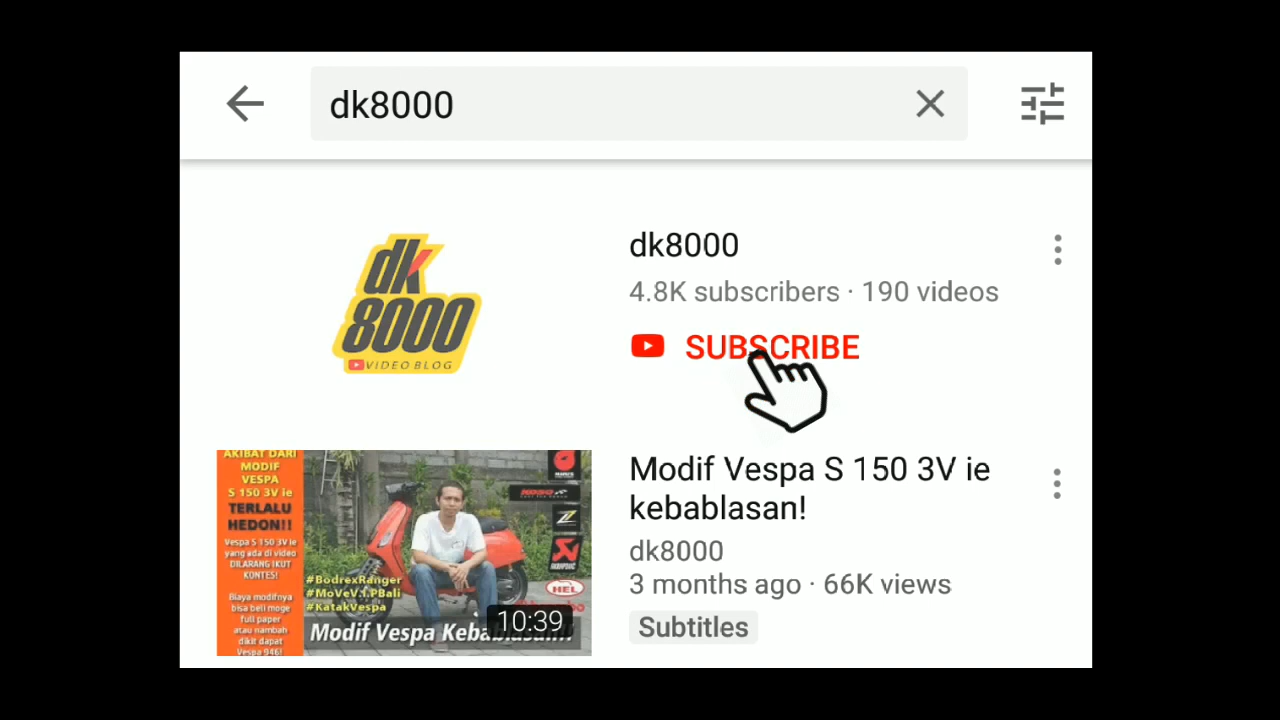 dk8000
dk
8000
VIDEO BLOG
dk8000
4.8K subscribers · 190 videos
SUBSCRIBE
AKIBAT DARI
MODIF
VESPA
S 150 3V ie
TERLALU
HEDON!!
Vespa S 150 3V ie
yang ada di video
DILARANG IKUT
KONTES!
Biaya modifnya
bisa beli moge
full paper
atau nambah
dikit dapat
Vespa 946!
#BodrexRanger
#MoVeV.I.PBali
#KatakVespa
HEL
10:39
Modif Vespa S 150 3V ie
kebablasan!
dk8000
3 months ago · 66K views
Subtitles